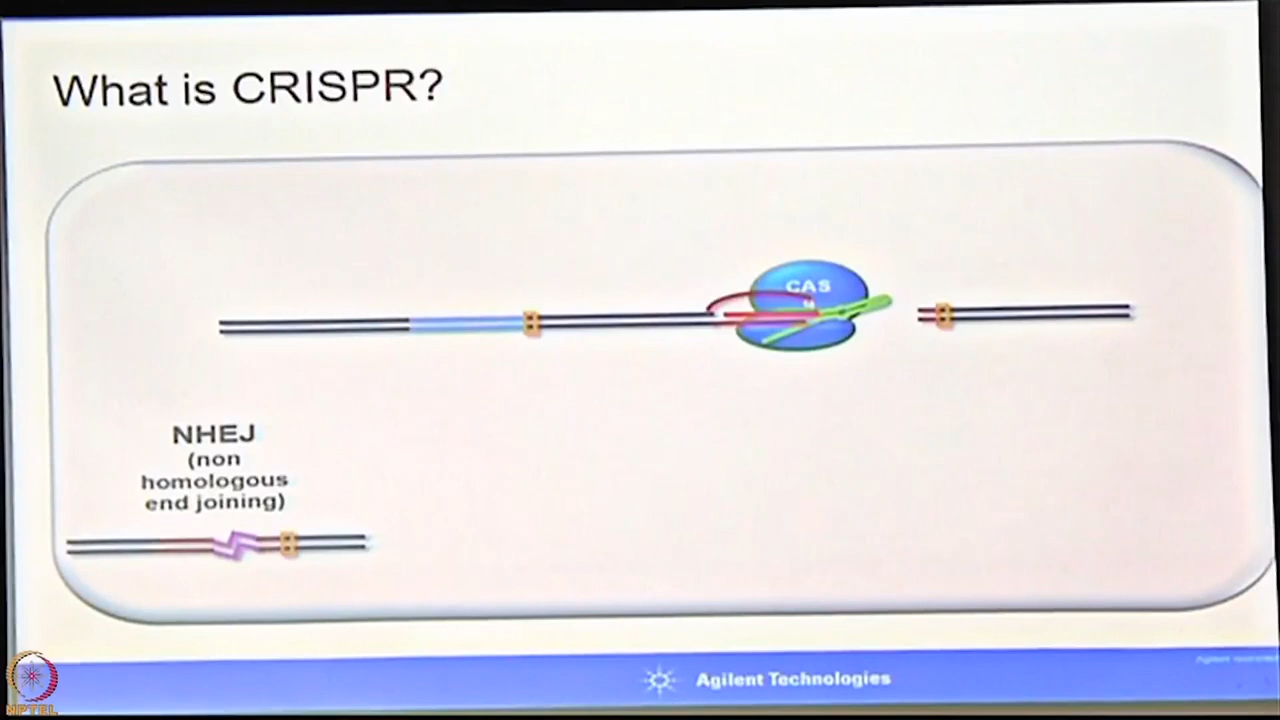 What is CRISPR?
CAS
NHEJ
(non
homologous
end joining)
Agilent Technologies
NPTEL